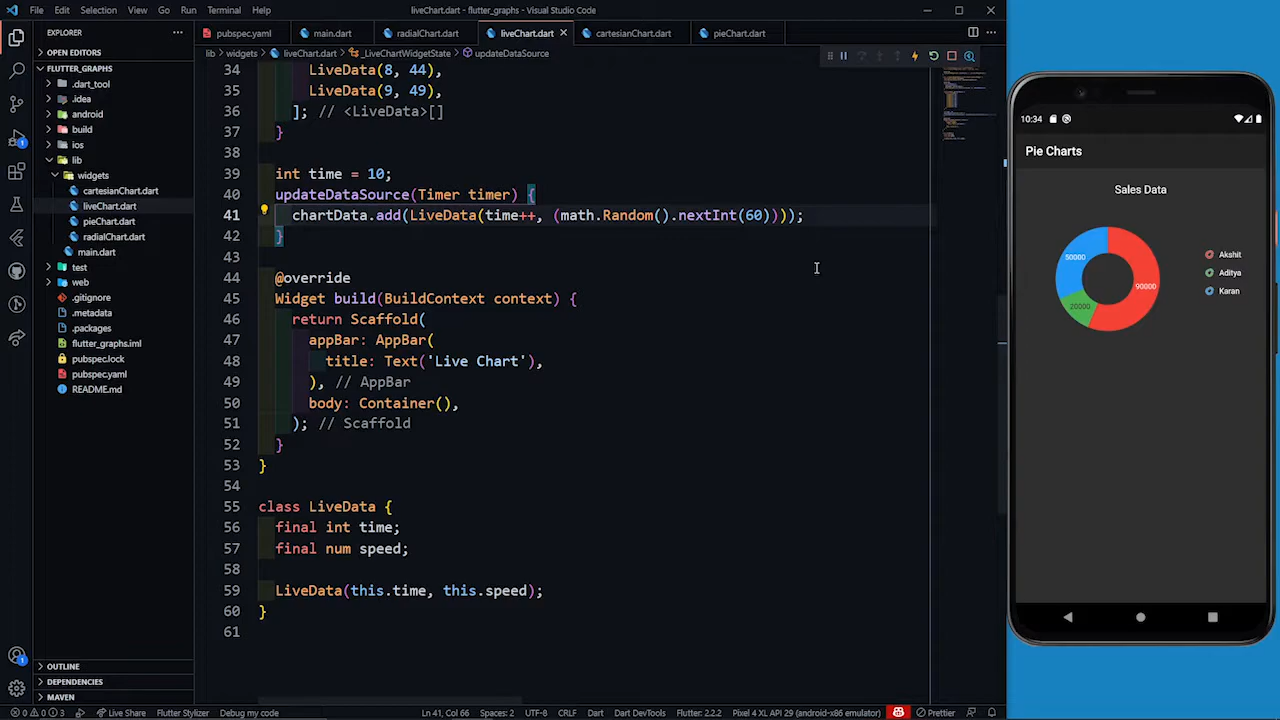 File Edit Selection View Go Run Terminal Help
liveChart.dart - flutter_graphs - Visual Studio Code
EXPLORER
OPEN EDITORS
FLUTTER_GRAPHS
.dart_tool
.idea
android
build
ios
lib
widgets
cartesianChart.dart
liveChart.dart
pieChart.dart
radialChart.dart
main.dart
test
web
.gitignore
.metadata
.packages
flutter_graphs.iml
pubspec.lock
pubspec.yaml
README.md
OUTLINE
DEPENDENCIES
MAVEN
pubspec.yaml main.dart radialChart.dart liveChart.dart cartesianChart.dart pieChart.dart
lib > widgets > liveChart.dart > _LiveChartWidgetState > updateDataSource
34 LiveData(8, 44),
35 LiveData(9, 49),
36 ]; // <LiveData>[]
37 }
38
39 int time = 10;
40 updateDataSource(Timer timer) {
41 chartData.add(LiveData(time++, (math.Random().nextInt(60))));
42 }
43
44 @override
45 Widget build(BuildContext context) {
46 return Scaffold(
47 appBar: AppBar(
48 title: Text('Live Chart'),
49 ), // AppBar
50 body: Container(),
51 ); // Scaffold
52 }
53 }
54
55 class LiveData {
56 final int time;
57 final num speed;
58
59 LiveData(this.time, this.speed);
60 }
61
10:34
Pie Charts
Sales Data
50000
90000
20000
Akshit
Aditya
Karan
0 0 3 Live Share Flutter Stylizer Debug my code Ln 41, Col 66 Spaces: 2 UTF-8 CRLF Dart Dart DevTools Flutter: 2.2.2 Pixel 4 XL API 29 (android-x86 emulator) Prettier
1
1